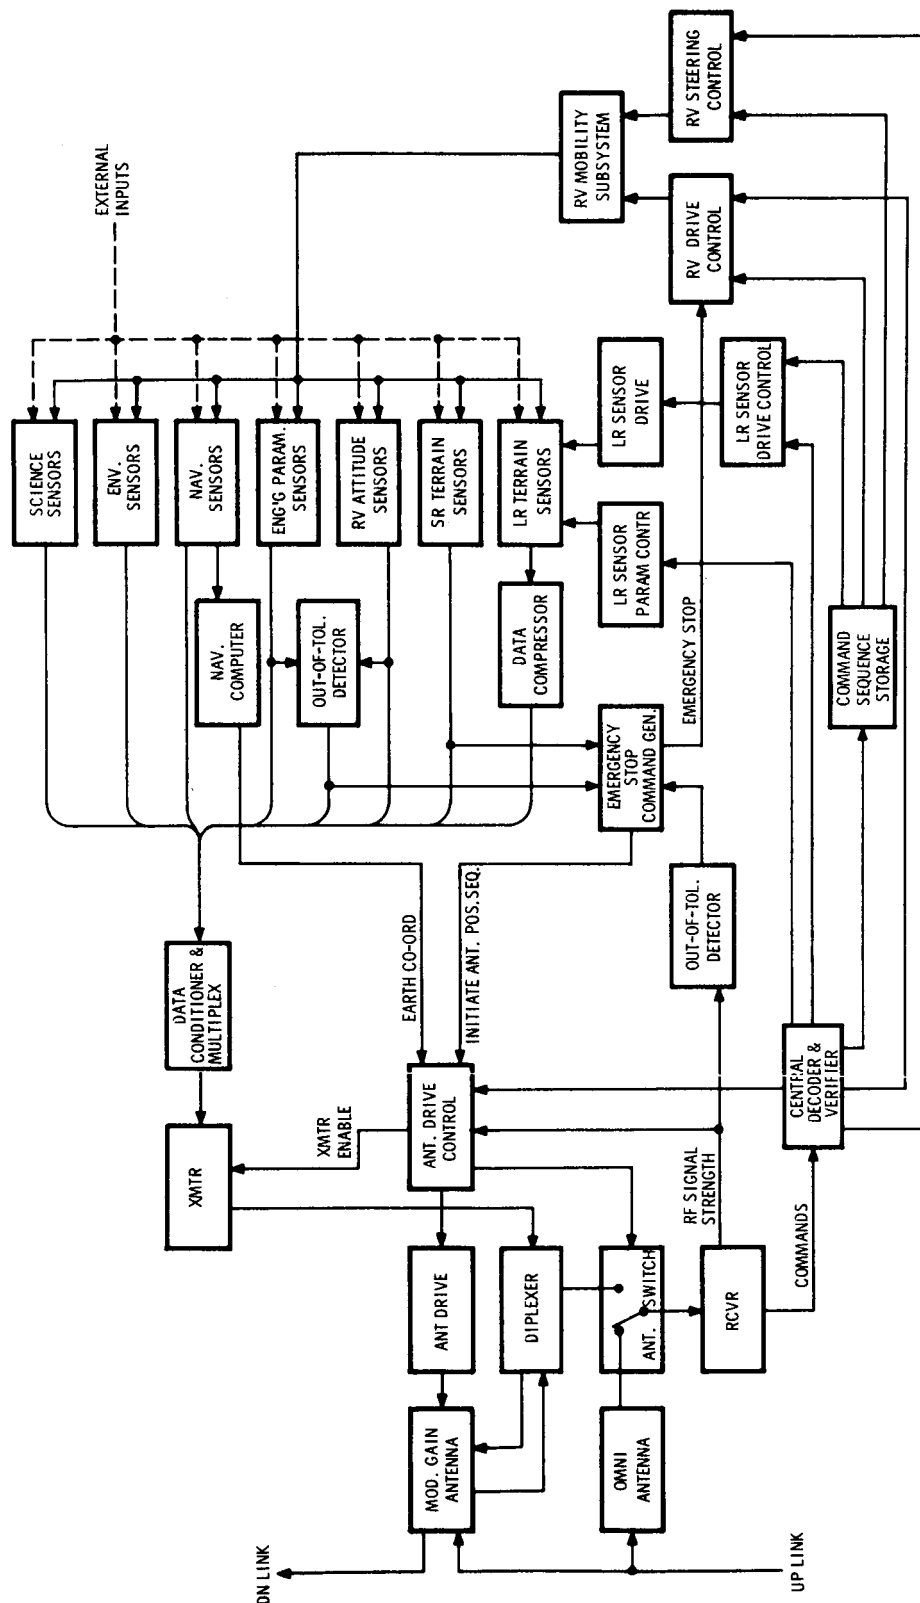 DN LINK
UP LINK
MOD. GAIN
ANTENNA
OMNI
ANTENNA
ANT DRIVE
DIPLEXER
ANT. SWITCH
RCVR
COMMANDS
RF SIGNAL
STRENGTH
XMTR
XMTR
ENABLE
ANT. DRIVE
CONTROL
DATA
CONDITIONER &
MULTIPLEX
EARTH CO-ORD
INITIATE ANT. POS. SEQ.
CENTRAL
DECODER &
VERIFIER
OUT-OF-TOL.
DETECTOR
EMERGENCY
STOP
COMMAND GEN.
EMERGENCY STOP
COMMAND
SEQUENCE
STORAGE
NAV.
COMPUTER
OUT-OF-TOL.
DETECTOR
DATA
COMPRESSOR
LR SENSOR
PARAM CONTR
SCIENCE
SENSORS
ENV.
SENSORS
NAV.
SENSORS
ENG'G PARAM.
SENSORS
RV ATTITUDE
SENSORS
SR TERRAIN
SENSORS
LR TERRAIN
SENSORS
LR SENSOR
DRIVE
LR SENSOR
DRIVE CONTROL
EXTERNAL
INPUTS
RV MOBILITY
SUBSYSTEM
RV DRIVE
CONTROL
RV STEERING
CONTROL